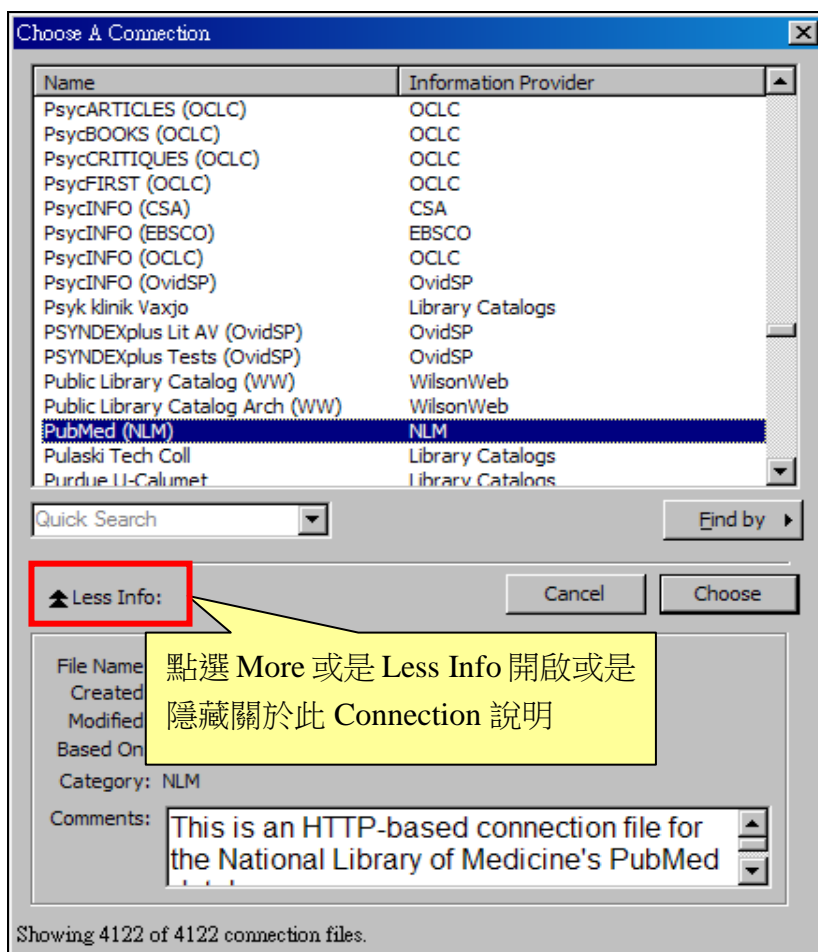 Choose A Connection
Name Information Provider
PsycARTICLES (OCLC) OCLC
PsycBOOKS (OCLC) OCLC
PsycCRITIQUES (OCLC) OCLC
PsycFIRST (OCLC) OCLC
PsycINFO (CSA) CSA
PsycINFO (EBSCO) EBSCO
PsycINFO (OCLC) OCLC
PsycINFO (OvidSP) OvidSP
Psyk klinik Vaxjo Library Catalogs
PSYNDEXplus Lit AV (OvidSP) OvidSP
PSYNDEXplus Tests (OvidSP) OvidSP
Public Library Catalog (WW) WilsonWeb
Public Library Catalog Arch (WW) WilsonWeb
PubMed (NLM) NLM
Pulaski Tech Coll Library Catalogs
Purdue U-Calumet Library Catalogs
Quick Search Find by
Less Info: Cancel Choose
點選 More 或是 Less Info 開啟或是
隱藏關於此 Connection 說明
File Name
Created
Modified
Based On
Category: NLM
Comments: This is an HTTP-based connection file for
the National Library of Medicine's PubMed
Showing 4122 of 4122 connection files.